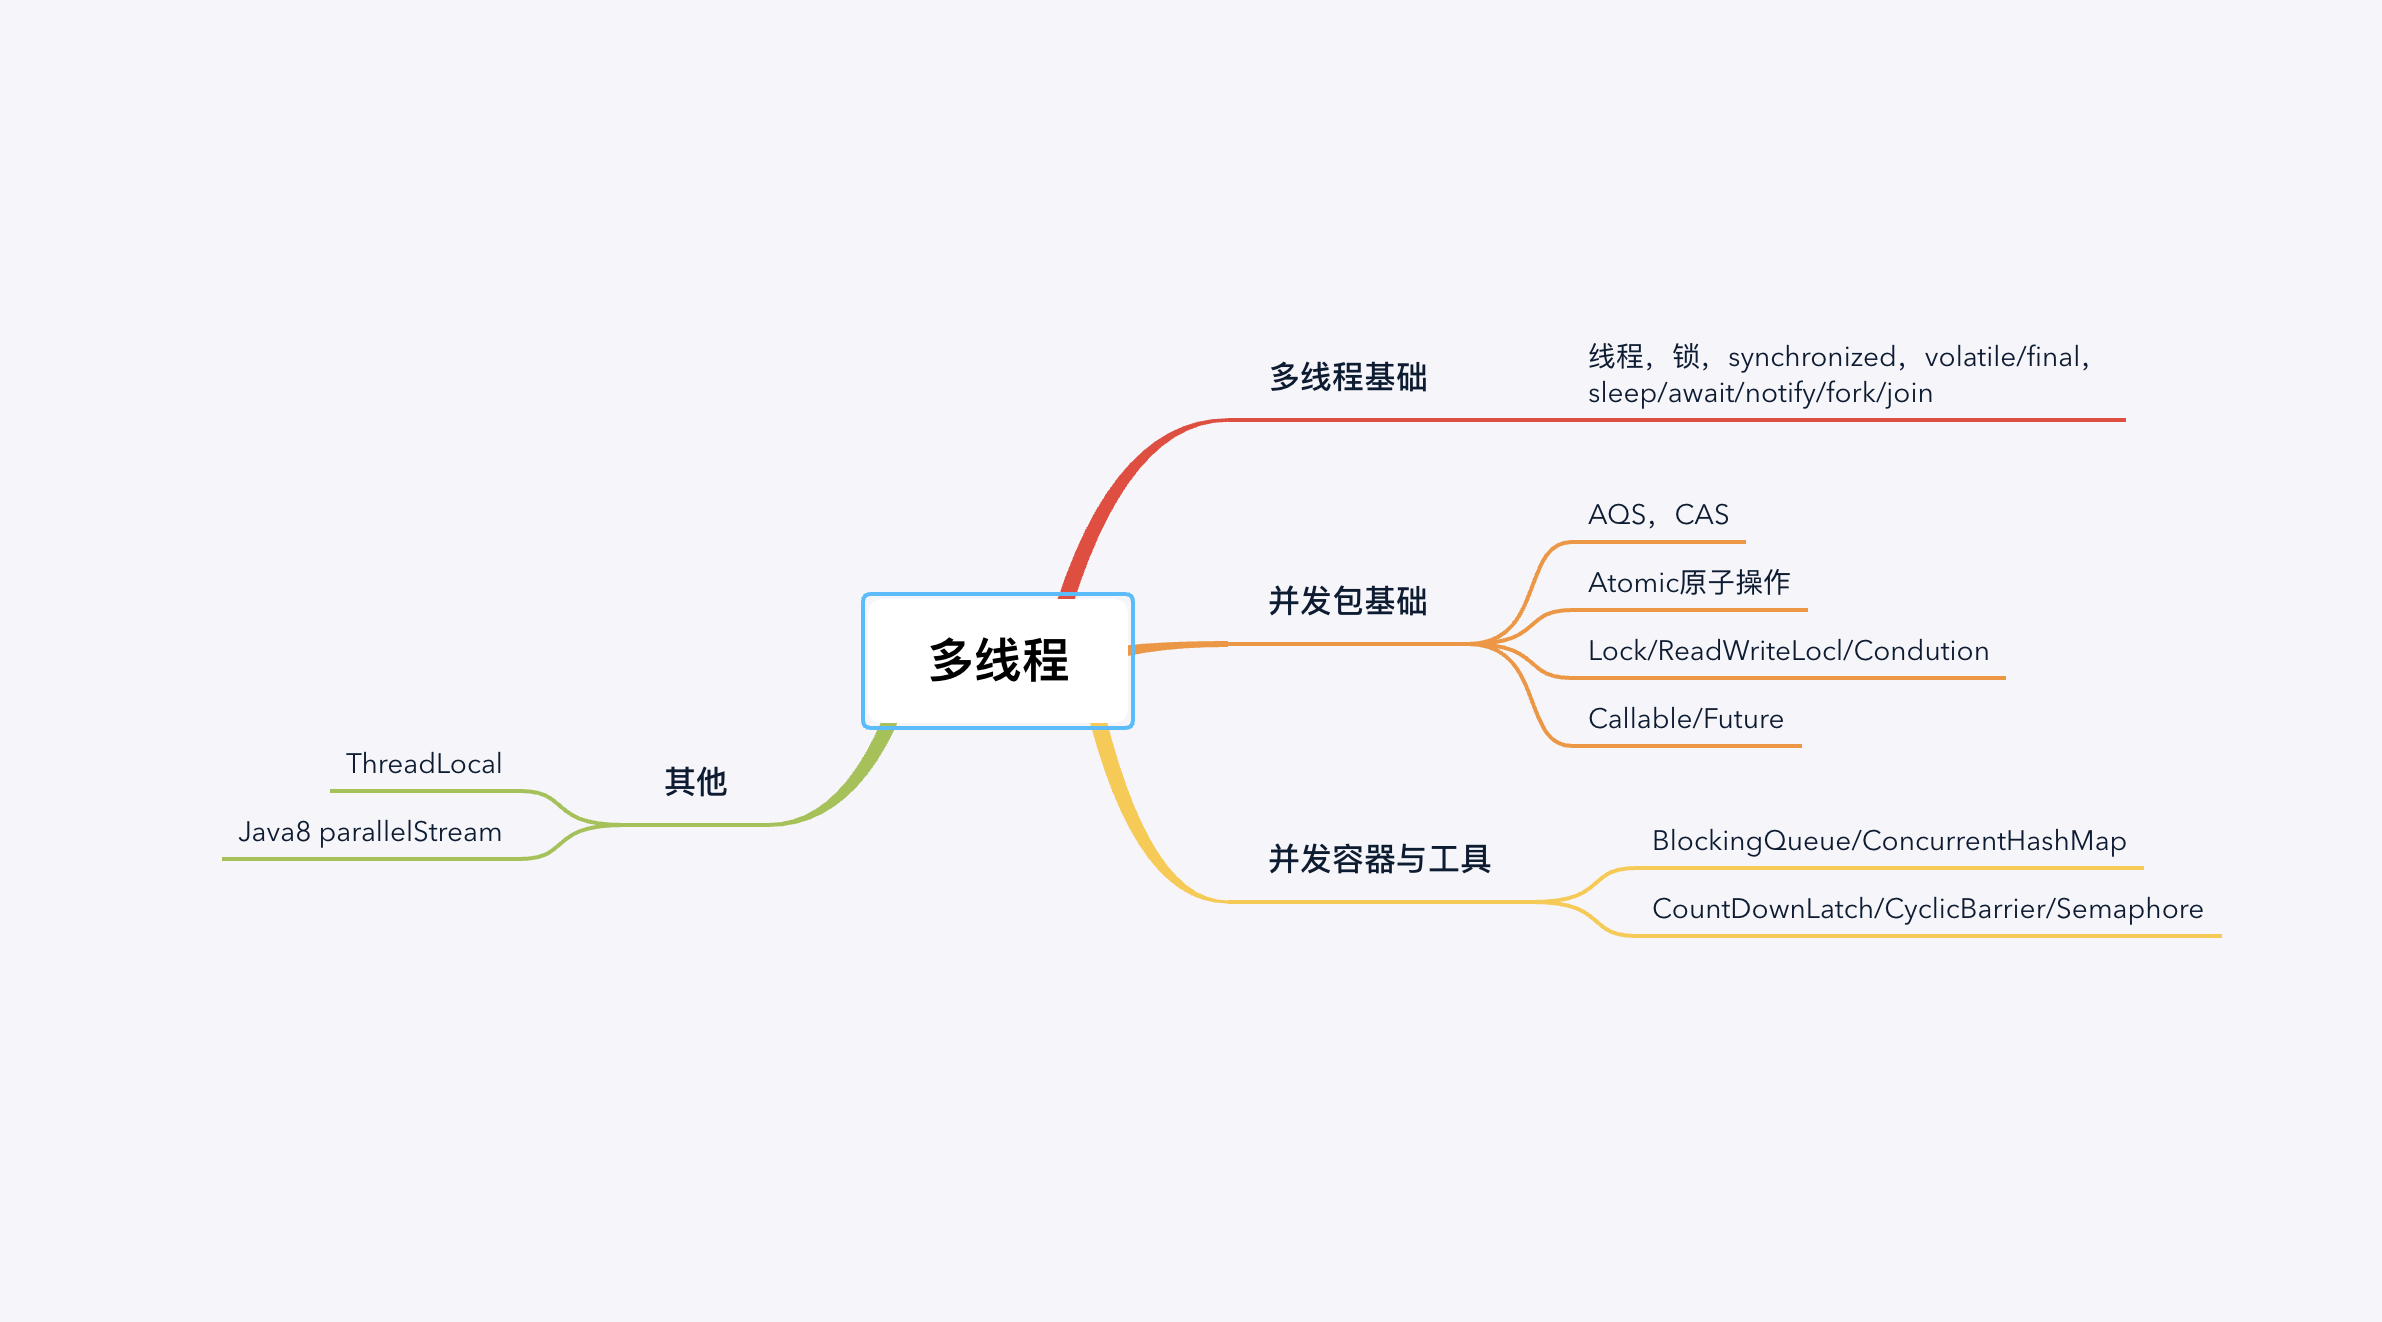 多线程
多线程基础
线程，锁，synchronized，volatile/final，
sleep/await/notify/fork/join
并发包基础
AQS，CAS
Atomic原子操作
Lock/ReadWriteLocl/Condution
Callable/Future
并发容器与工具
BlockingQueue/ConcurrentHashMap
CountDownLatch/CyclicBarrier/Semaphore
其他
ThreadLocal
Java8 parallelStream